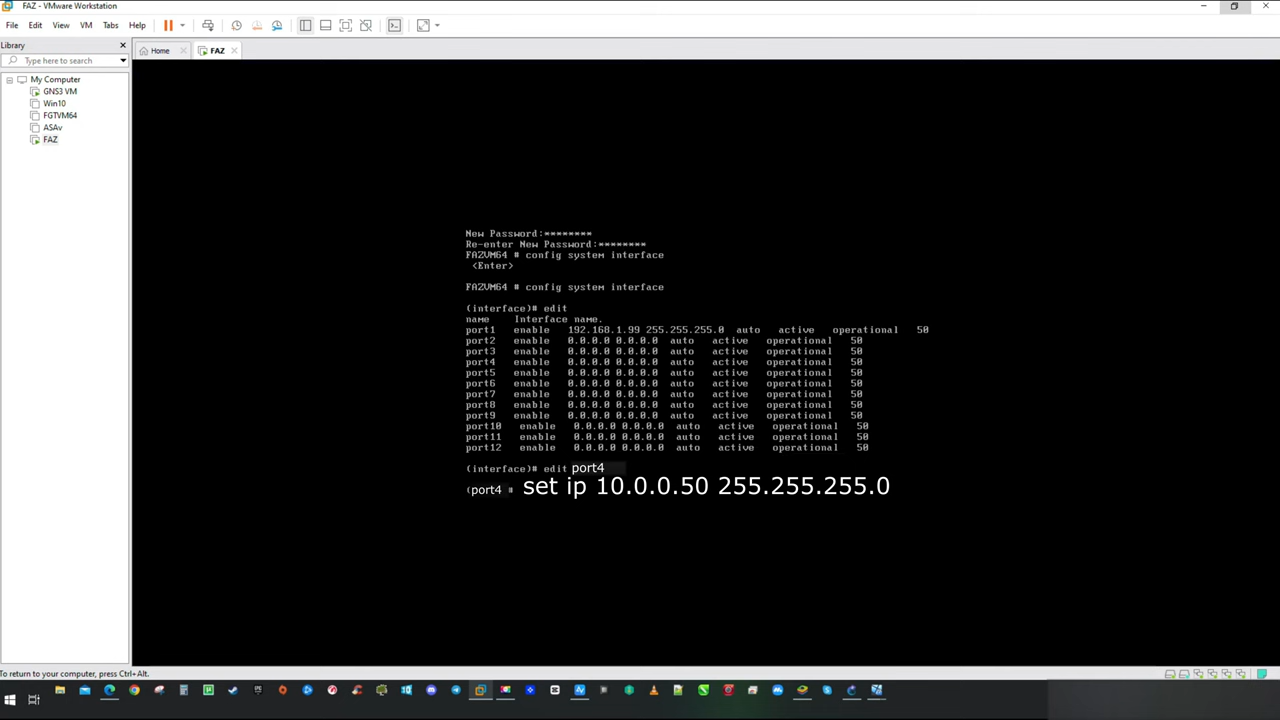 FAZ - VMware Workstation
File Edit View VM Tabs Help
Library
Type here to search
My Computer
GNS3 VM
Win10
FGTVM64
ASAv
FAZ
Home
FAZ
New Password:********
Re-enter New Password:********
FAZVM64 # config system interface
<Enter>
FAZVM64 # config system interface
(interface)# edit
name Interface name.
port1 enable 192.168.1.99 255.255.255.0 auto active operational 50
port2 enable 0.0.0.0 0.0.0.0 auto active operational 50
port3 enable 0.0.0.0 0.0.0.0 auto active operational 50
port4 enable 0.0.0.0 0.0.0.0 auto active operational 50
port5 enable 0.0.0.0 0.0.0.0 auto active operational 50
port6 enable 0.0.0.0 0.0.0.0 auto active operational 50
port7 enable 0.0.0.0 0.0.0.0 auto active operational 50
port8 enable 0.0.0.0 0.0.0.0 auto active operational 50
port9 enable 0.0.0.0 0.0.0.0 auto active operational 50
port10 enable 0.0.0.0 0.0.0.0 auto active operational 50
port11 enable 0.0.0.0 0.0.0.0 auto active operational 50
port12 enable 0.0.0.0 0.0.0.0 auto active operational 50
(interface)# edit port4
(port4 # set ip 10.0.0.50 255.255.255.0
To return to your computer, press Ctrl+Alt.